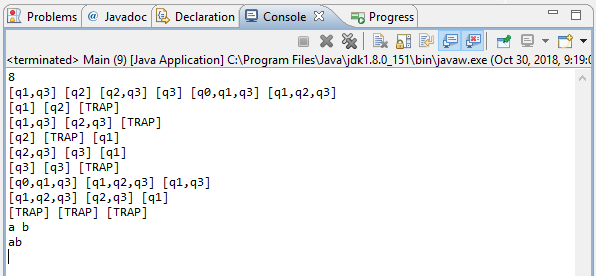 Problems @ Javadoc Declaration Console Progress
<terminated> Main (9) [Java Application] C:\Program Files\Java\jdk1.8.0_151\bin\javaw.exe (Oct 30, 2018, 9:19:0
8
[q1,q3] [q2] [q2,q3] [q3] [q0,q1,q3] [q1,q2,q3]
[q1] [q2] [TRAP]
[q1,q3] [q2,q3] [TRAP]
[q2] [TRAP] [q1]
[q2,q3] [q3] [q1]
[q3] [q3] [TRAP]
[q0,q1,q3] [q1,q2,q3] [q1,q3]
[q1,q2,q3] [q2,q3] [q1]
[TRAP] [TRAP] [TRAP]
a b
ab